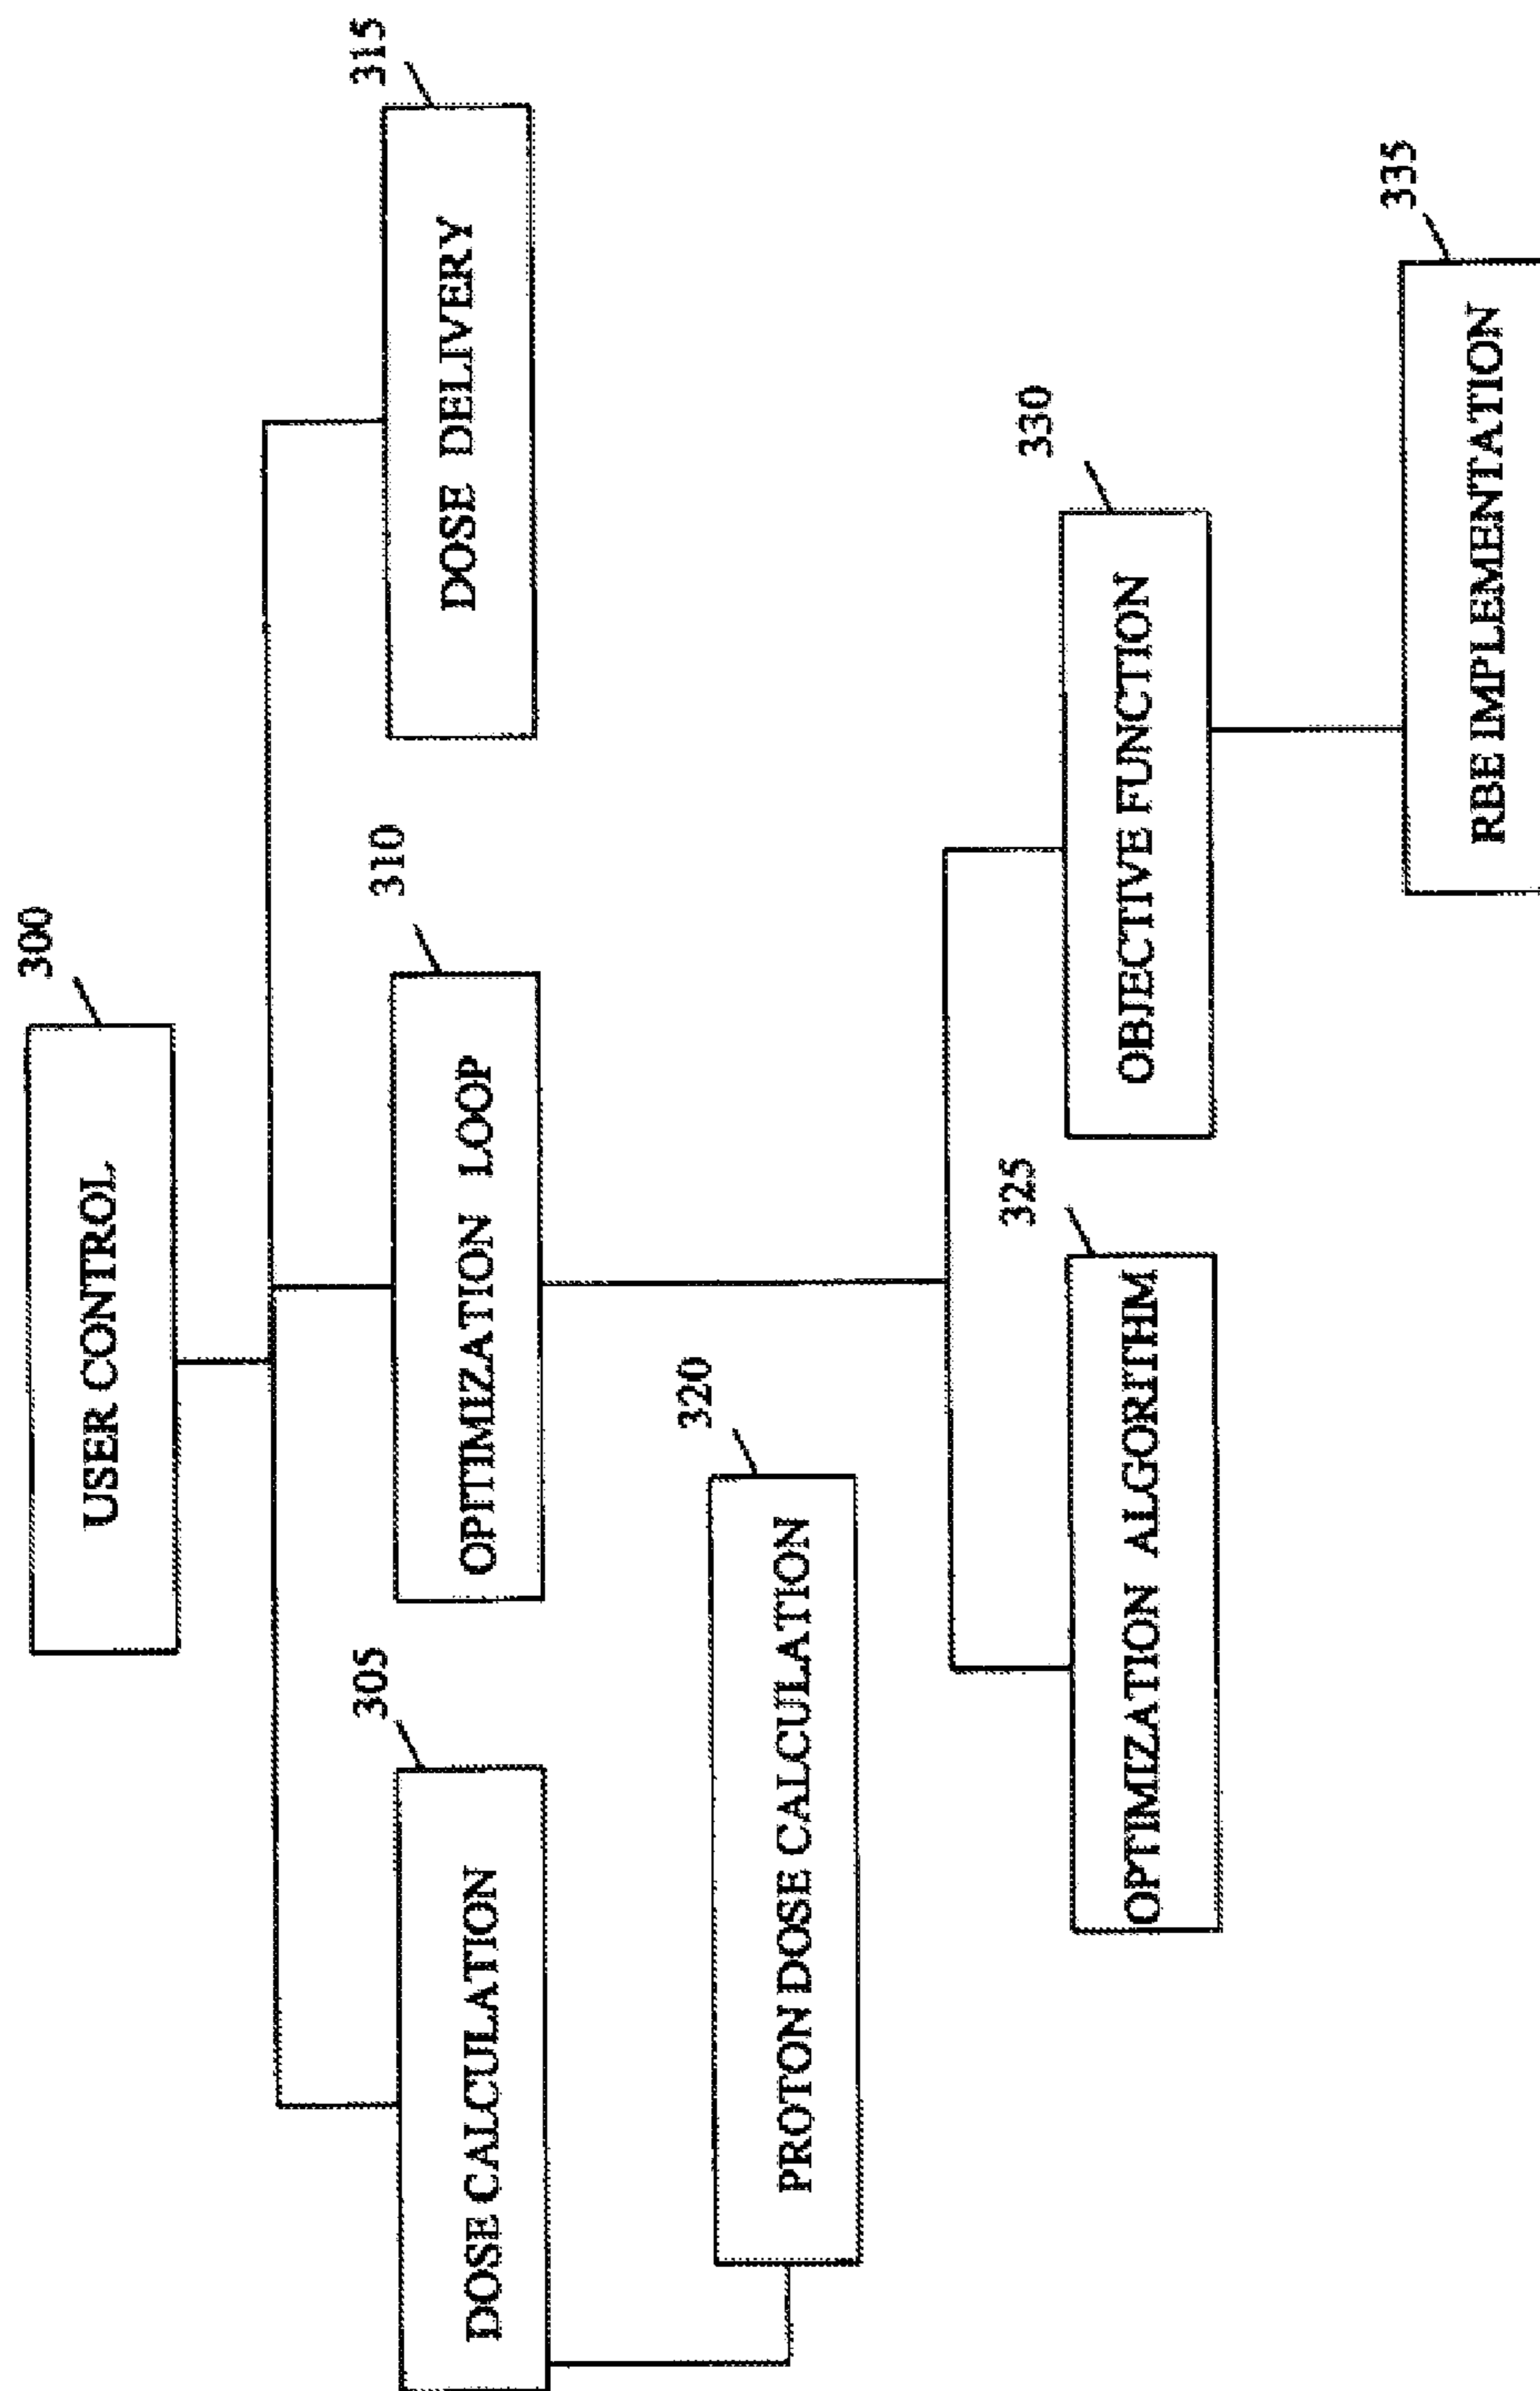 300
USER CONTROL
305
DOSE CALCULATION
310
OPTIMIZATION LOOP
315
DOSE DELIVERY
320
PROTON DOSE CALCULATION
325
OPTIMIZATION ALGORITHM
330
OBJECTIVE FUNCTION
335
RBE IMPLEMENTATION